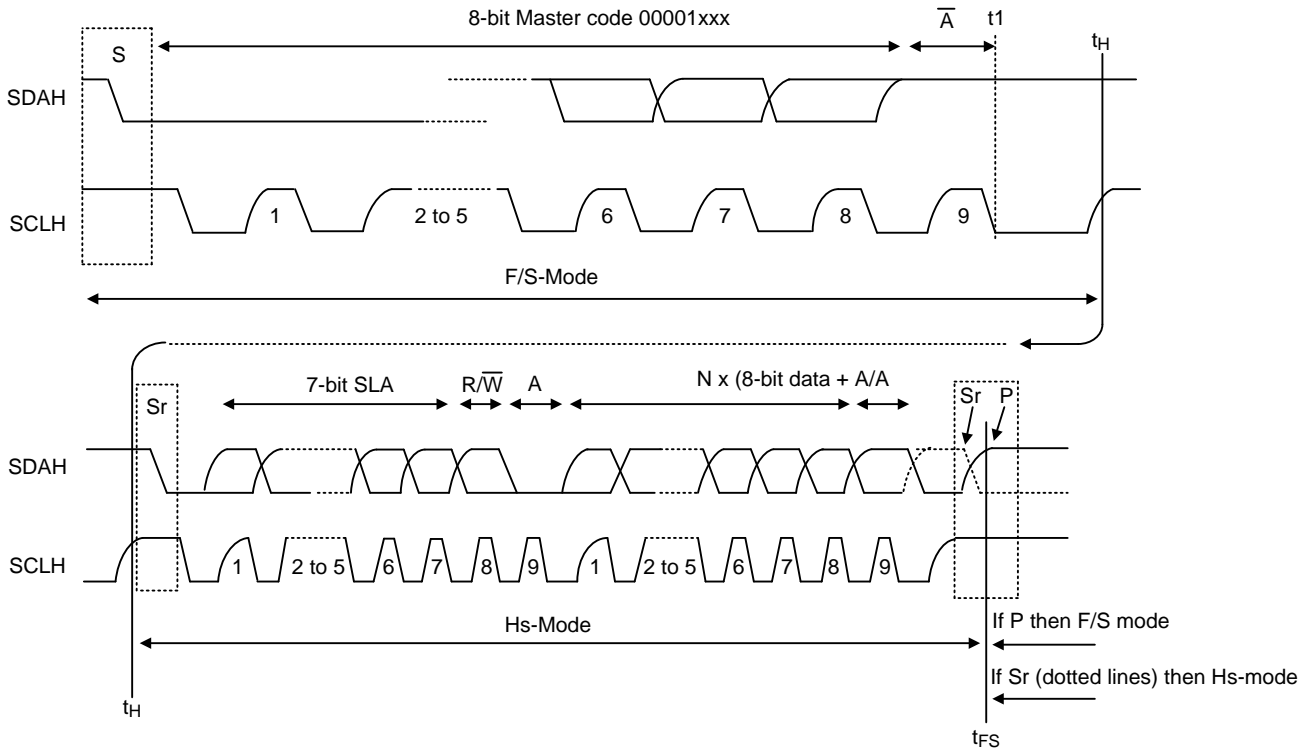 8-bit Master code 00001xxx A̅ t1
S tH
SDAH
SCLH 1 2 to 5 6 7 8 9
F/S-Mode
7-bit SLA R/W̅ A N x (8-bit data + A/A
Sr Sr P
SDAH
SCLH 1 2 to 5 6 7 8 9 1 2 to 5 6 7 8 9
Hs-Mode If P then F/S mode
If Sr (dotted lines) then Hs-mode
tH tFS